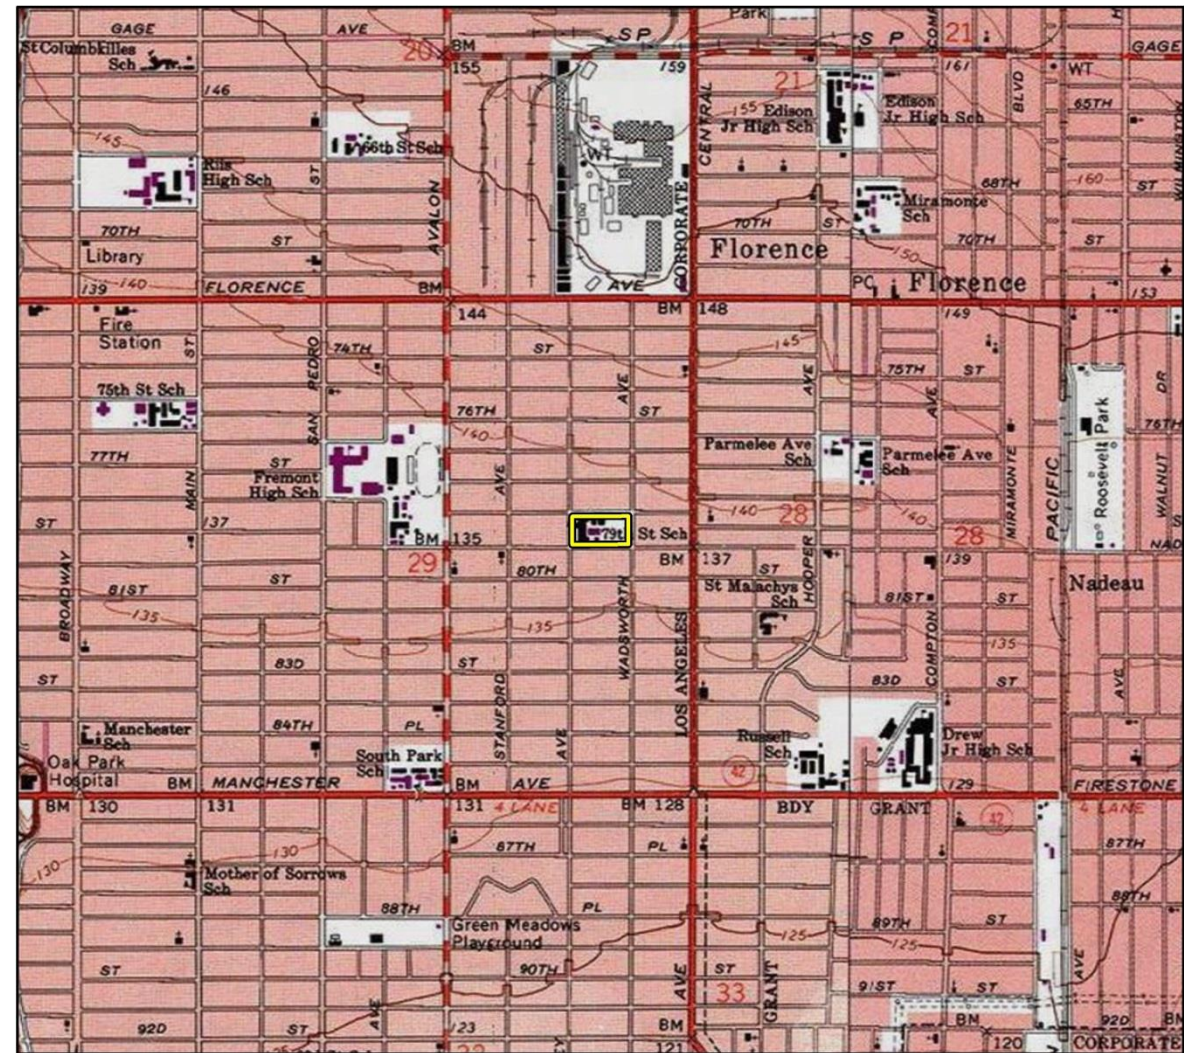 Park
GAGE AVE
S P
S P
21
GAGE
St Columbkilles
Sch
20
BM
155
159
161
WT
146
21
BLVD
65TH
155
Edison
Jr High Sch
Edison
Jr High Sch
CENTRAL
145
66th St Sch
WT
Riis
High Sch
ST
68TH
160
ST
WILMINGTON
AVALON
CORPORATE
Miramonte
Sch
70TH
ST
70TH
ST
70TH
ST
Library
Florence
150
139
140
FLORENCE
BM
AVE
PC
Florence
153
144
BM
148
149
Fire
Station
ST
PEDRO
74TH
ST
145
75TH
ST
75th St Sch
AVE
AVE
AVE
DR
76TH
ST
76TH
140
77TH
ST
SAN
Fremont
High Sch
MAIN
AVE
Parmelee Ave
Sch
Parmelee Ave
Sch
MIRAMONTE
PACIFIC
Roosevelt Park
WALNUT
140
28
140
ST
137
BM
135
79t
St Sch
28
29
BM
137
139
80TH
ST
HOOPER
Nadeau
BROADWAY
81ST
ST
St Malachys
Sch
81ST
ST
135
135
WADSWORTH
COMPTON
135
83D
ST
ST
83D
ST
LOS ANGELES
AVE
STANFORD
AVE
84TH
PL
Manchester
Sch
South Park
Sch
Russell
Sch
Drew
Jr High Sch
Oak Park
Hospital
BM
MANCHESTER
BM
AVE
42
129
FIRESTONE
BM
130
131
131
4 LANE
BM 128
BDY
GRANT
42
4 LANE
87TH
PL
87TH
130
130
Mother of Sorrows
Sch
88TH
88TH
PL
Green Meadows
Playground
89TH
ST
125
125
ST
90TH
AVE
ST
33
GRANT
91ST
ST
AVE
92D
ST
AVE
123
BM
BM
92D
121
120
CORPORATE